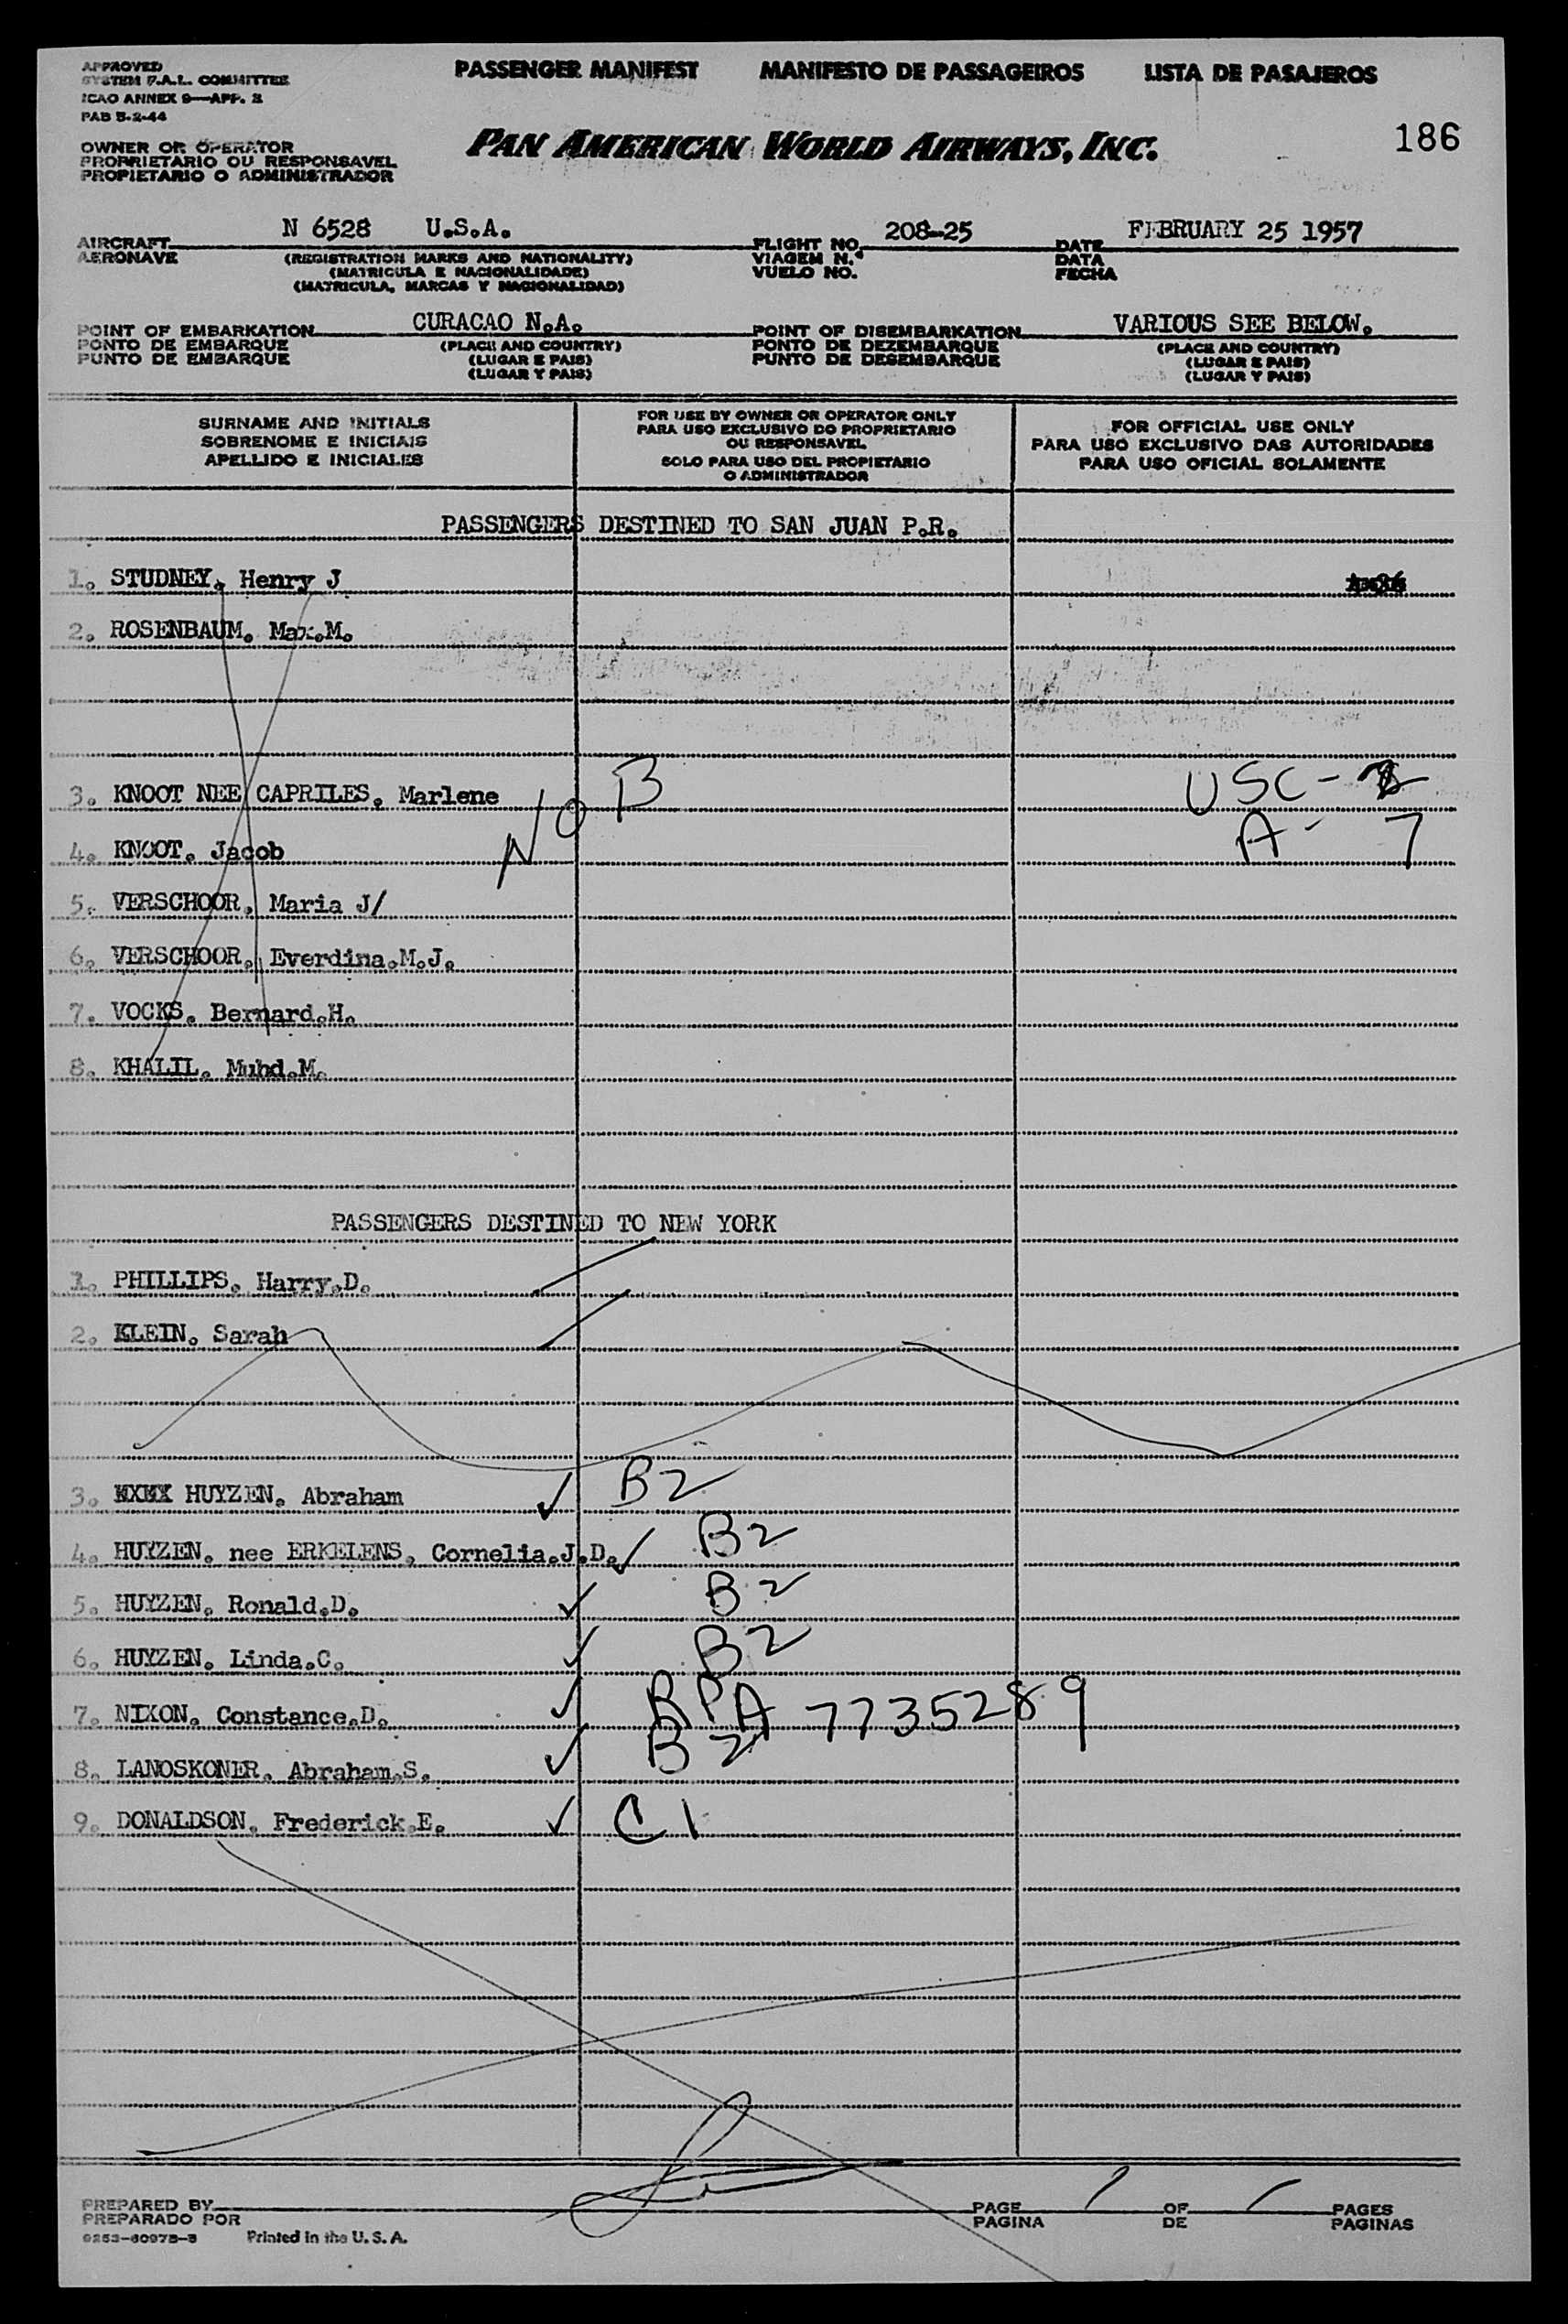 APPROVED
SYSTEM F.A.L. COMMITTEE
ICAO ANNEX 9—APP. 2
PAB 5-2-44
PASSENGER MANIFEST MANIFESTO DE PASSAGEIROS LISTA DE PASAJEROS
186
OWNER OR OPERATOR
PROPRIETARIO OU RESPONSAVEL
PROPIETARIO O ADMINISTRADOR
PAN AMERICAN WORLD AIRWAYS, INC.
AIRCRAFT N 6528 U.S.A. FLIGHT NO. 208-25 DATE FEBRUARY 25 1957
AERONAVE (REGISTRATION MARKS AND NATIONALITY) VIAGEM N.º DATA
(MATRICULA E NACIONALIDADE) VUELO NO. FECHA
(MATRICULA, MARCAS Y NACIONALIDAD)
POINT OF EMBARKATION CURACAO N.A. POINT OF DISEMBARKATION VARIOUS SEE BELOW.
PONTO DE EMBARQUE (PLACE AND COUNTRY) PONTO DE DEZEMBARQUE (PLACE AND COUNTRY)
PUNTO DE EMBARQUE (LUGAR E PAIS) PUNTO DE DESEMBARQUE (LUGAR E PAIS)
(LUGAR Y PAIS) (LUGAR Y PAIS)
SURNAME AND INITIALS
SOBRENOME E INICIAIS
APELLIDO E INICIALES
FOR USE BY OWNER OR OPERATOR ONLY
PARA USO EXCLUSIVO DO PROPRIETARIO
OU RESPONSAVEL
SOLO PARA USO DEL PROPIETARIO
O ADMINISTRADOR
FOR OFFICIAL USE ONLY
PARA USO EXCLUSIVO DAS AUTORIDADES
PARA USO OFICIAL SOLAMENTE
PASSENGERS DESTINED TO SAN JUAN P.R.
1. STUDNEY. Henry J
2. ROSENBAUM. Max.M.
3. KNOOT NEE CAPRILES. Marlene No B USC - 2
4. KNOOT. Jacob A - 7
5. VERSCHOOR. Maria J/
6. VERSCHOOR. Everdina.M.J.
7. VOCKS. Bernard.H.
8. KHALIL. Muhd.M.
PASSENGERS DESTINED TO NEW YORK
1. PHILLIPS. Harry.D.
2. KLEIN. Sarah
3. HUYZEN. Abraham ✓ B2
4. HUYZEN. nee ERKELENS. Cornelia.J.D. ✓ B2
5. HUYZEN. Ronald.D. ✓ B2
6. HUYZEN. Linda.C. ✓ B2
7. NIXON. Constance.D. ✓ RPA 7735289
8. LANOSKONER. Abraham.S. ✓ B2
9. DONALDSON. Frederick.E. ✓ C1
PREPARED BY PAGE 1 OF 1 PAGES
PREPARADO POR PAGINA DE PAGINAS
Printed in the U. S. A.